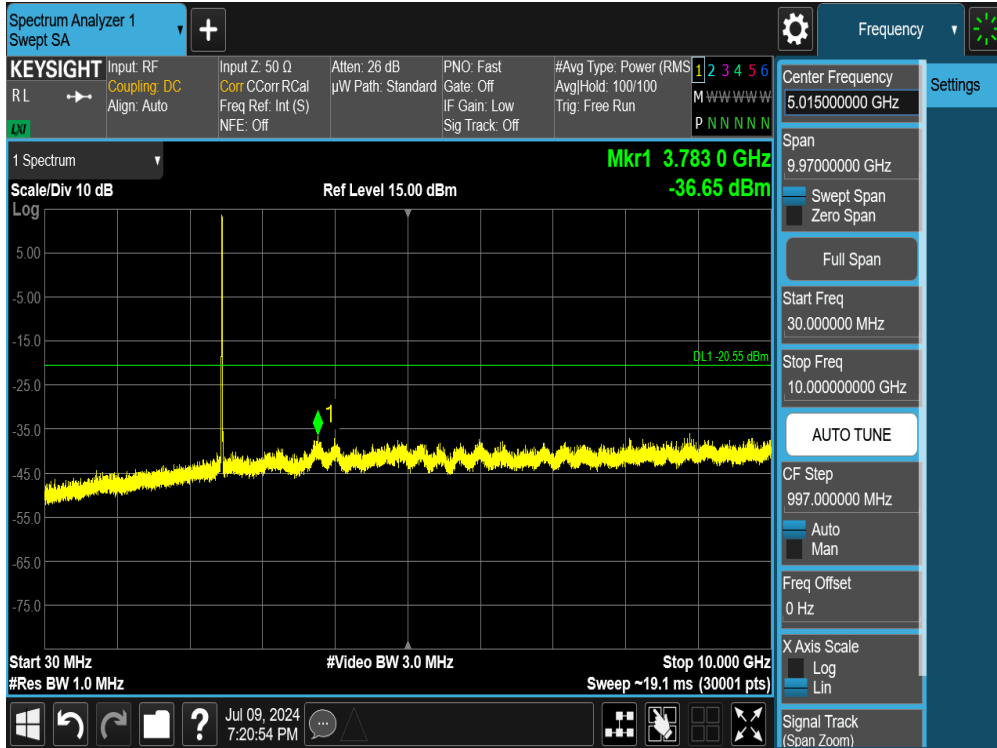 Spectrum Analyzer 1
Swept SA
Frequency
KEYSIGHT
R L
LXI
Input: RF
Coupling: DC
Align: Auto
Input Z: 50 Ω
Corr CCorr RCal
Freq Ref: Int (S)
NFE: Off
Atten: 26 dB
µW Path: Standard
PNO: Fast
Gate: Off
IF Gain: Low
Sig Track: Off
#Avg Type: Power (RMS
Avg|Hold: 100/100
Trig: Free Run
1 2 3 4 5 6
M W W W W W
P N N N N N
1 Spectrum
Mkr1 3.783 0 GHz
Scale/Div 10 dB
Ref Level 15.00 dBm
-36.65 dBm
Log
5.00
-5.00
-15.0
DL1 -20.55 dBm
-25.0
1
-35.0
-45.0
-55.0
-65.0
-75.0
Start 30 MHz
#Video BW 3.0 MHz
Stop 10.000 GHz
#Res BW 1.0 MHz
Sweep ~19.1 ms (30001 pts)
Center Frequency
5.015000000 GHz
Settings
Span
9.97000000 GHz
Swept Span
Zero Span
Full Span
Start Freq
30.000000 MHz
Stop Freq
10.000000000 GHz
AUTO TUNE
CF Step
997.000000 MHz
Auto
Man
Freq Offset
0 Hz
X Axis Scale
Log
Lin
Signal Track
(Span Zoom)
?
Jul 09, 2024
7:20:54 PM